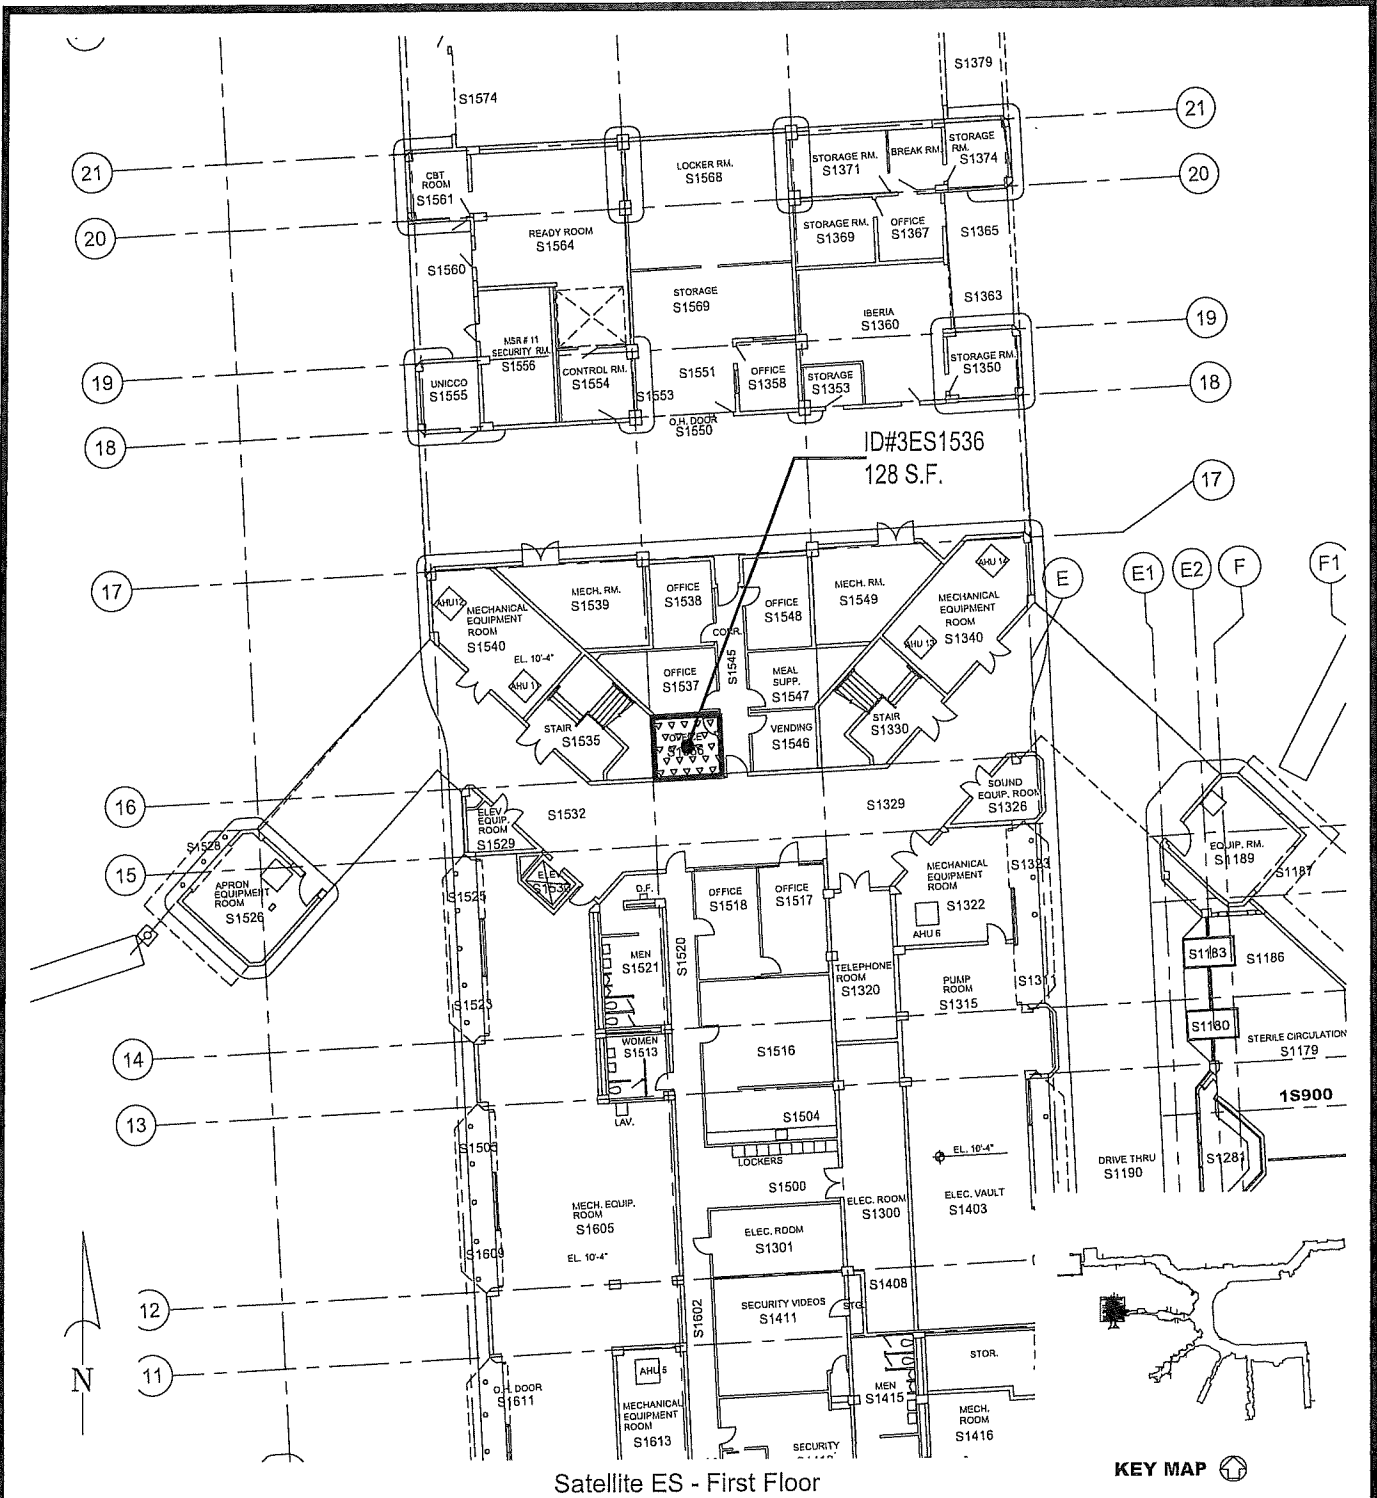 S1379
S1574
21
21
STORAGE
RM.
S1374
BREAK RM.
STORAGE RM.
S1371
LOCKER RM.
S1568
CBT
ROOM
S1561
20
20
STORAGE RM.
S1369
OFFICE
S1367
S1365
READY ROOM
S1564
S1560
STORAGE
S1569
S1363
IBERIA
S1360
19
19
MSR # 11
SECURITY RM.
S1556
CONTROL RM.
S1554
S1551
OFFICE
S1358
STORAGE
S1353
STORAGE RM.
S1350
UNICCO
S1555
S1553
18
18
O.H. DOOR
S1550
ID#3ES1536
128 S.F.
17
17
E
E1
E2
F
F1
AHU 12
MECHANICAL
EQUIPMENT
ROOM
S1540
MECH. RM.
S1539
OFFICE
S1538
OFFICE
S1548
MECH. RM.
S1549
AHU 14
MECHANICAL
EQUIPMENT
ROOM
S1340
AHU 13
CORR.
S1545
EL. 10'-4"
AHU 11
OFFICE
S1537
MEAL
SUPP.
S1547
STAIR
S1535
OFFICE
VENDING
S1546
STAIR
S1330
16
S1532
S1329
SOUND
EQUIP. ROOM
S1326
ELEV.
EQUIP.
ROOM
S1529
S1528
15
APRON
EQUIPMENT
ROOM
S1526
S1525
ELEV.
S1530
D.F.
OFFICE
S1518
OFFICE
S1517
MECHANICAL
EQUIPMENT
ROOM
S1322
AHU 6
S1323
EQUIP. RM.
S1189
S1187
MEN
S1521
S1520
TELEPHONE
ROOM
S1320
PUMP
ROOM
S1315
S1311
S1183
S1186
S1523
S1180
STERILE CIRCULATION
S1179
14
WOMEN
S1513
S1516
13
LAV.
S1504
1S900
S1505
LOCKERS
EL. 10'-4"
DRIVE THRU
S1190
S1281
S1500
MECH. EQUIP.
ROOM
S1605
ELEC. ROOM
S1300
ELEC. VAULT
S1403
ELEC. ROOM
S1301
S1609
EL. 10'-4"
12
S1602
SECURITY VIDEOS
S1411
STG.
S1408
11
N
AHU 5
STOR.
O.H. DOOR
S1611
MECHANICAL
EQUIPMENT
ROOM
S1613
MEN
S1415
MECH.
ROOM
S1416
SECURITY
Satellite ES - First Floor
KEY MAP